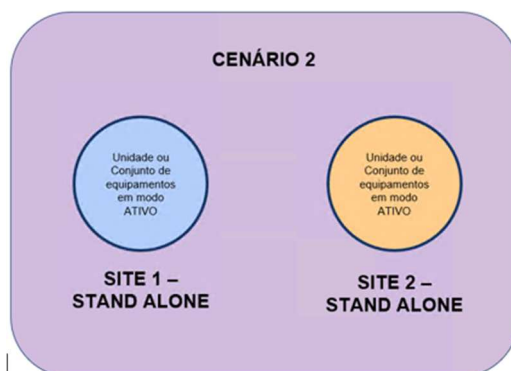 CENÁRIO 2
Unidade ou
Conjunto de
equipamentos
em modo
ATIVO
Unidade ou
Conjunto de
equipamentos
em modo
ATIVO
SITE 1 –
STAND ALONE
SITE 2 –
STAND ALONE